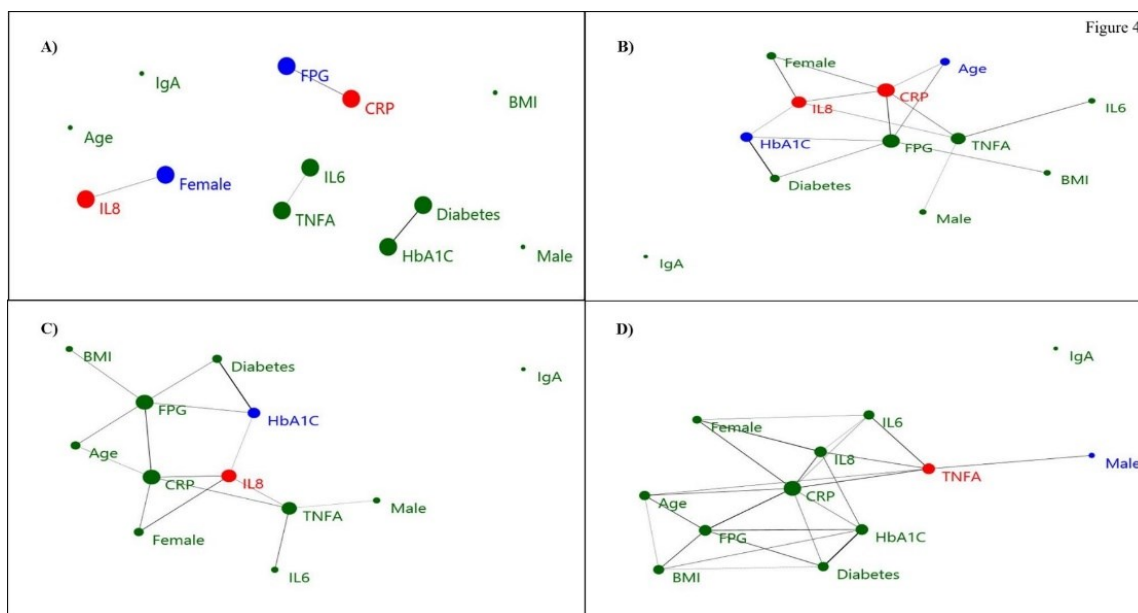 Figure 4
A)
FPG
IgA
CRP
BMI
Age
IL6
Female
IL8
TNFA
Diabetes
HbA1C
Male
B)
Female
Age
CRP
IL8
IL6
HbA1C
FPG
TNFA
BMI
Diabetes
Male
IgA
C)
BMI
Diabetes
IgA
FPG
HbA1C
Age
CRP
IL8
TNFA
Male
Female
IL6
D)
IgA
Female
IL6
IL8
Male
TNFA
CRP
Age
FPG
HbA1C
BMI
Diabetes